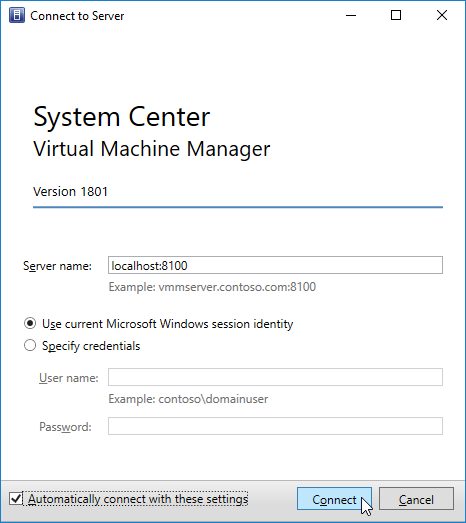 Connect to Server
System Center
Virtual Machine Manager
Version 1801
Server name: localhost:8100
Example: vmmserver.contoso.com:8100
Use current Microsoft Windows session identity
Specify credentials
User name:
Example: contoso\domainuser
Password:
Automatically connect with these settings Connect Cancel